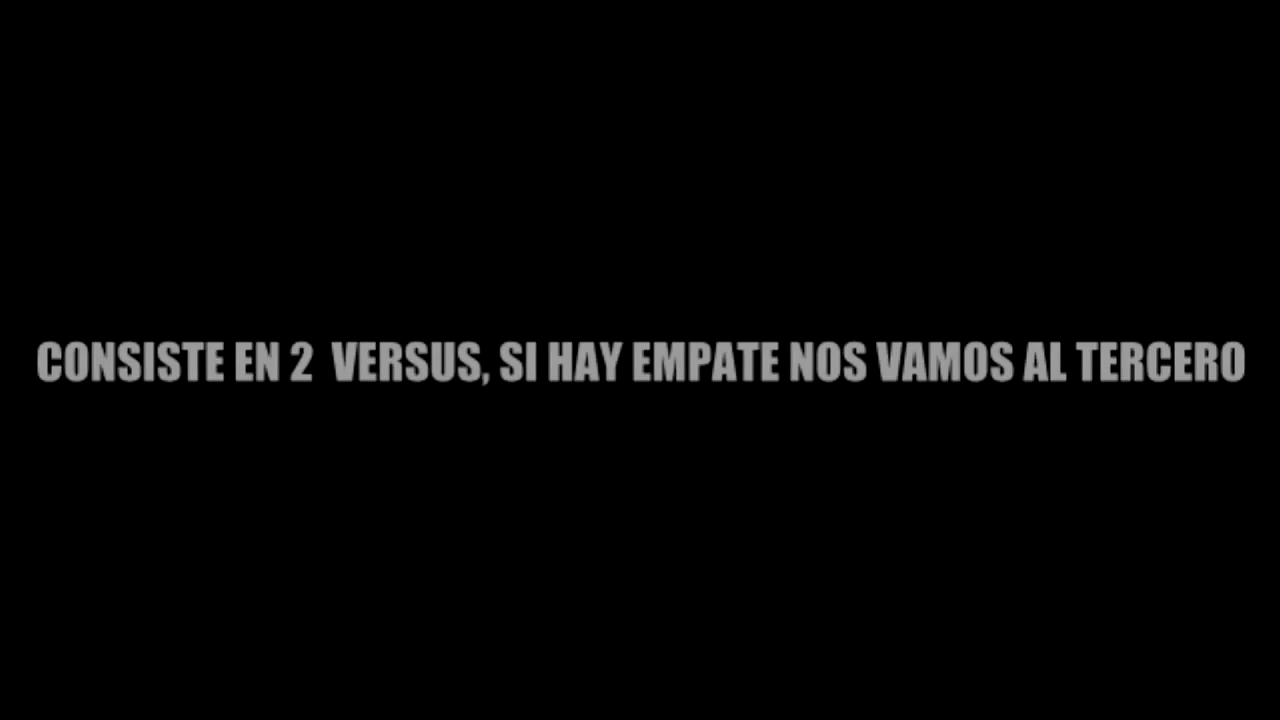 CONSISTE EN 2  VERSUS, SI HAY EMPATE NOS VAMOS AL TERCERO